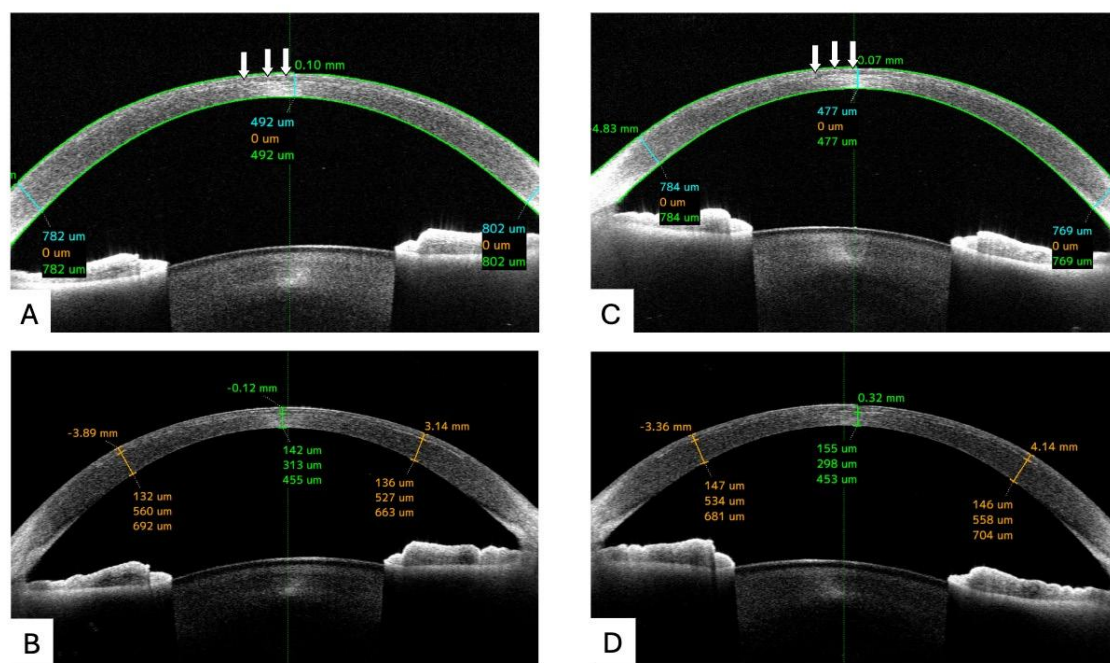 0.10 mm
492 um
0 um
492 um
m
782 um
0 um
782 um
802 um
0 um
802 um
A
0.07 mm
477 um
0 um
477 um
4.83
784 um
0 um
784 um
769 um
0 um
769 um
C
-0.12 mm
-3.89 mm
3.14 mm
142 um
313 um
455 um
132 um
560 um
692 um
136 um
527 um
663 um
B
0.32 mm
-3.36 mm
4.14 mm
155 um
298 um
453 um
147 um
534 um
681 um
146 um
558 um
704 um
D